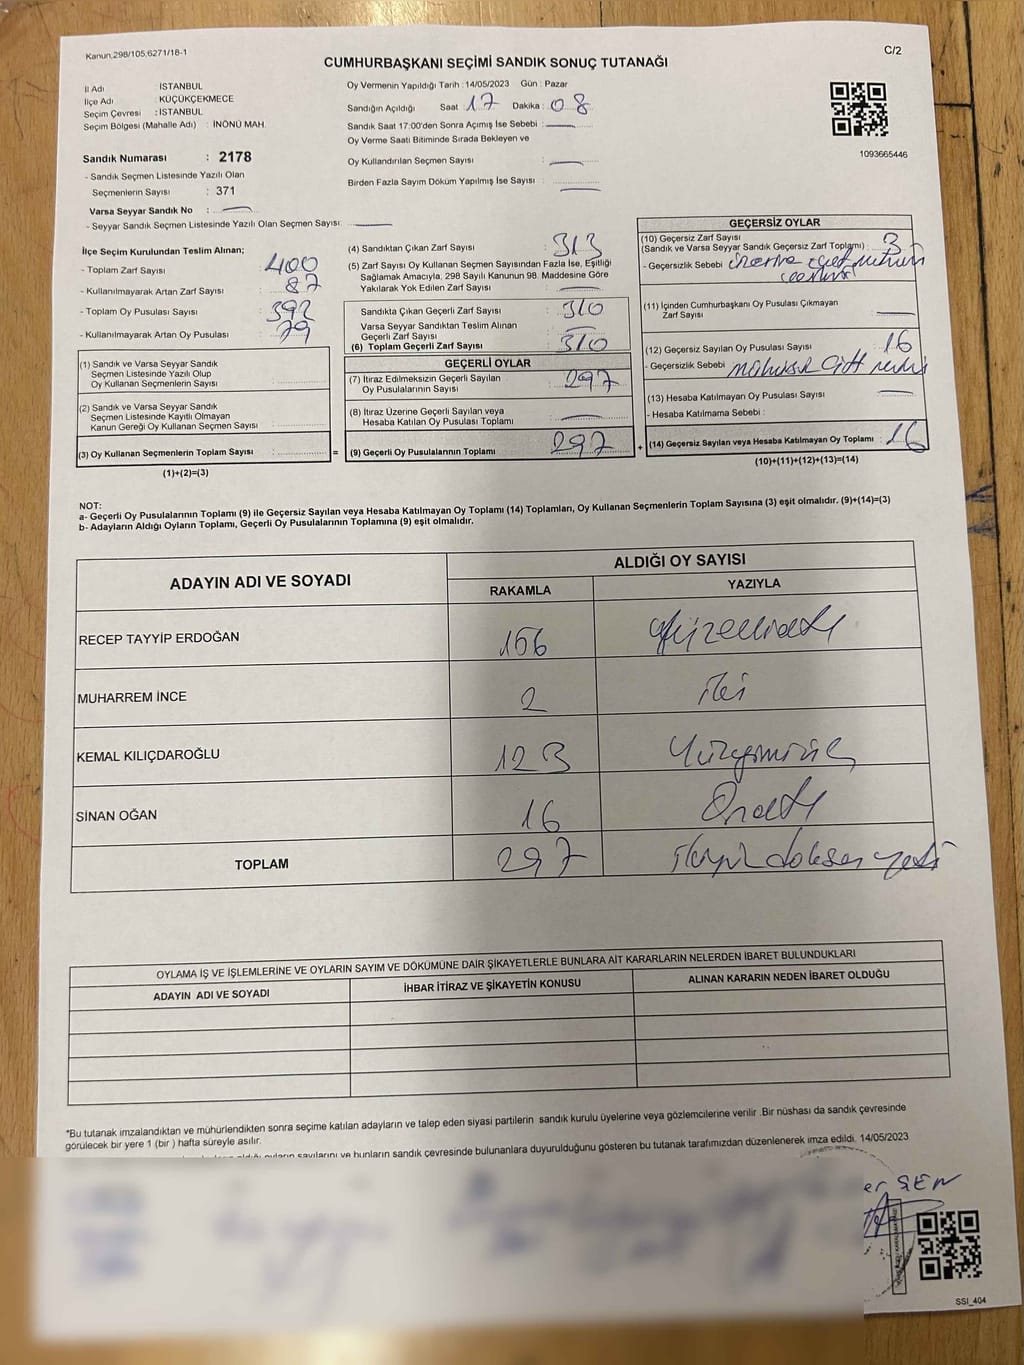 Kanun,298/105,6271/18-1
C/2
CUMHURBAŞKANI SEÇİMİ SANDIK SONUÇ TUTANAĞI
İl Adı : İSTANBUL
İlçe Adı : KÜÇÜKÇEKMECE
Seçim Çevresi : İSTANBUL
Seçim Bölgesi (Mahalle Adı) : İNÖNÜ MAH.
Sandık Numarası : 2178
- Sandık Seçmen Listesinde Yazılı Olan
Seçmenlerin Sayısı : 371
Varsa Seyyar Sandık No :
- Seyyar Sandık Seçmen Listesinde Yazılı Olan Seçmen Sayısı:
Oy Vermenin Yapıldığı Tarih : 14/05/2023 Gün : Pazar
Sandığın Açıldığı Saat : 17 Dakika : 08
Sandık Saat 17:00'den Sonra Açımış İse Sebebi :
Oy Verme Saati Bitiminde Sırada Bekleyen ve
Oy Kullandırılan Seçmen Sayısı :
Birden Fazla Sayım Döküm Yapılmış İse Sayısı :
1093665446
İlçe Seçim Kurulundan Teslim Alınan;
- Toplam Zarf Sayısı : 400
- Kullanılmayarak Artan Zarf Sayısı : 87
- Toplam Oy Pusulası Sayısı : 392
- Kullanılmayarak Artan Oy Pusulası : 79
(1) Sandık ve Varsa Seyyar Sandık
Seçmen Listesinde Yazılı Olup
Oy Kullanan Seçmenlerin Sayısı :
(2) Sandık ve Varsa Seyyar Sandık
Seçmen Listesinde Kayıtlı Olmayan
Kanun Gereği Oy Kullanan Seçmen Sayısı :
(3) Oy Kullanan Seçmenlerin Toplam Sayısı : =
(1)+(2)=(3)
(4) Sandıktan Çıkan Zarf Sayısı : 313
(5) Zarf Sayısı Oy Kullanan Seçmen Sayısından Fazla İse, Eşitliği
Sağlamak Amacıyla, 298 Sayılı Kanunun 98. Maddesine Göre
Yakılarak Yok Edilen Zarf Sayısı :
Sandıkta Çıkan Geçerli Zarf Sayısı : 310
Varsa Seyyar Sandıktan Teslim Alınan
Geçerli Zarf Sayısı :
(6) Toplam Geçerli Zarf Sayısı : 310
GEÇERLİ OYLAR
(7) İtiraz Edilmeksizin Geçerli Sayılan
Oy Pusulalarının Sayısı : 297
(8) İtiraz Üzerine Geçerli Sayılan veya
Hesaba Katılan Oy Pusulası Toplamı :
(9) Geçerli Oy Pusulalarının Toplamı : 297 +
GEÇERSİZ OYLAR
(10) Geçersiz Zarf Sayısı
(Sandık ve Varsa Seyyar Sandık Geçersiz Zarf Toplamı) : 3
- Geçersizlik Sebebi :
(11) İçinden Cumhurbaşkanı Oy Pusulası Çıkmayan
Zarf Sayısı :
(12) Geçersiz Sayılan Oy Pusulası Sayısı : 16
- Geçersizlik Sebebi :
(13) Hesaba Katılmayan Oy Pusulası Sayısı :
- Hesaba Katılmama Sebebi :
(14) Geçersiz Sayılan veya Hesaba Katılmayan Oy Toplamı : 16
(10)+(11)+(12)+(13)=(14)
NOT:
a- Geçerli Oy Pusulalarının Toplamı (9) ile Geçersiz Sayılan veya Hesaba Katılmayan Oy Toplamı (14) Toplamları, Oy Kullanan Seçmenlerin Toplam Sayısına (3) eşit olmalıdır. (9)+(14)=(3)
b- Adayların Aldığı Oyların Toplamı, Geçerli Oy Pusulalarının Toplamına (9) eşit olmalıdır.
ADAYIN ADI VE SOYADI
ALDIĞI OY SAYISI
RAKAMLA YAZIYLA
RECEP TAYYİP ERDOĞAN 156 Yüzellialtı
MUHARREM İNCE 2 iki
KEMAL KILIÇDAROĞLU 123 Yüzyirmiüç
SİNAN OĞAN 16 Onaltı
TOPLAM 297 ikiyüz doksan yedi
OYLAMA İŞ VE İŞLEMLERİNE VE OYLARIN SAYIM VE DÖKÜMÜNE DAİR ŞİKAYETLERLE BUNLARA AİT KARARLARIN NELERDEN İBARET BULUNDUKLARI
ADAYIN ADI VE SOYADI İHBAR İTİRAZ VE ŞİKAYETİN KONUSU ALINAN KARARIN NEDEN İBARET OLDUĞU
*Bu tutanak imzalandıktan ve mühürlendikten sonra seçime katılan adayların ve talep eden siyasi partilerin sandık kurulu üyelerine veya gözlemcilerine verilir .Bir nüshası da sandık çevresinde
görülecek bir yere 1 (bir ) hafta süreyle asılır.
oyların sayılarını ve bunların sandık çevresinde bulunanlara duyurulduğunu gösteren bu tutanak tarafımızdan düzenlenerek imza edildi. 14/05/2023
er ŞEN
SSI_404